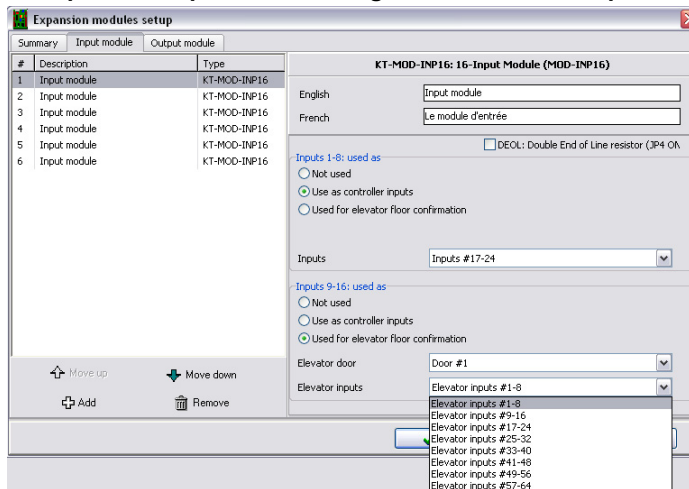 Expansion modules setup
Summary Input module Output module
# Description Type
1 Input module KT-MOD-INP16
2 Input module KT-MOD-INP16
3 Input module KT-MOD-INP16
4 Input module KT-MOD-INP16
5 Input module KT-MOD-INP16
6 Input module KT-MOD-INP16
Move up Move down
Add Remove
KT-MOD-INP16: 16-Input Module (MOD-INP16)
English Input module
French Le module d'entrée
DEOL: Double End of Line resistor (JP4 ON
Inputs 1-8: used as
Not used
Use as controller inputs
Used for elevator floor confirmation
Inputs Inputs #17-24
Inputs 9-16: used as
Not used
Use as controller inputs
Used for elevator floor confirmation
Elevator door Door #1
Elevator inputs Elevator inputs #1-8
Elevator inputs #1-8
Elevator inputs #9-16
Elevator inputs #17-24
Elevator inputs #25-32
Elevator inputs #33-40
Elevator inputs #41-48
Elevator inputs #49-56
Elevator inputs #57-64